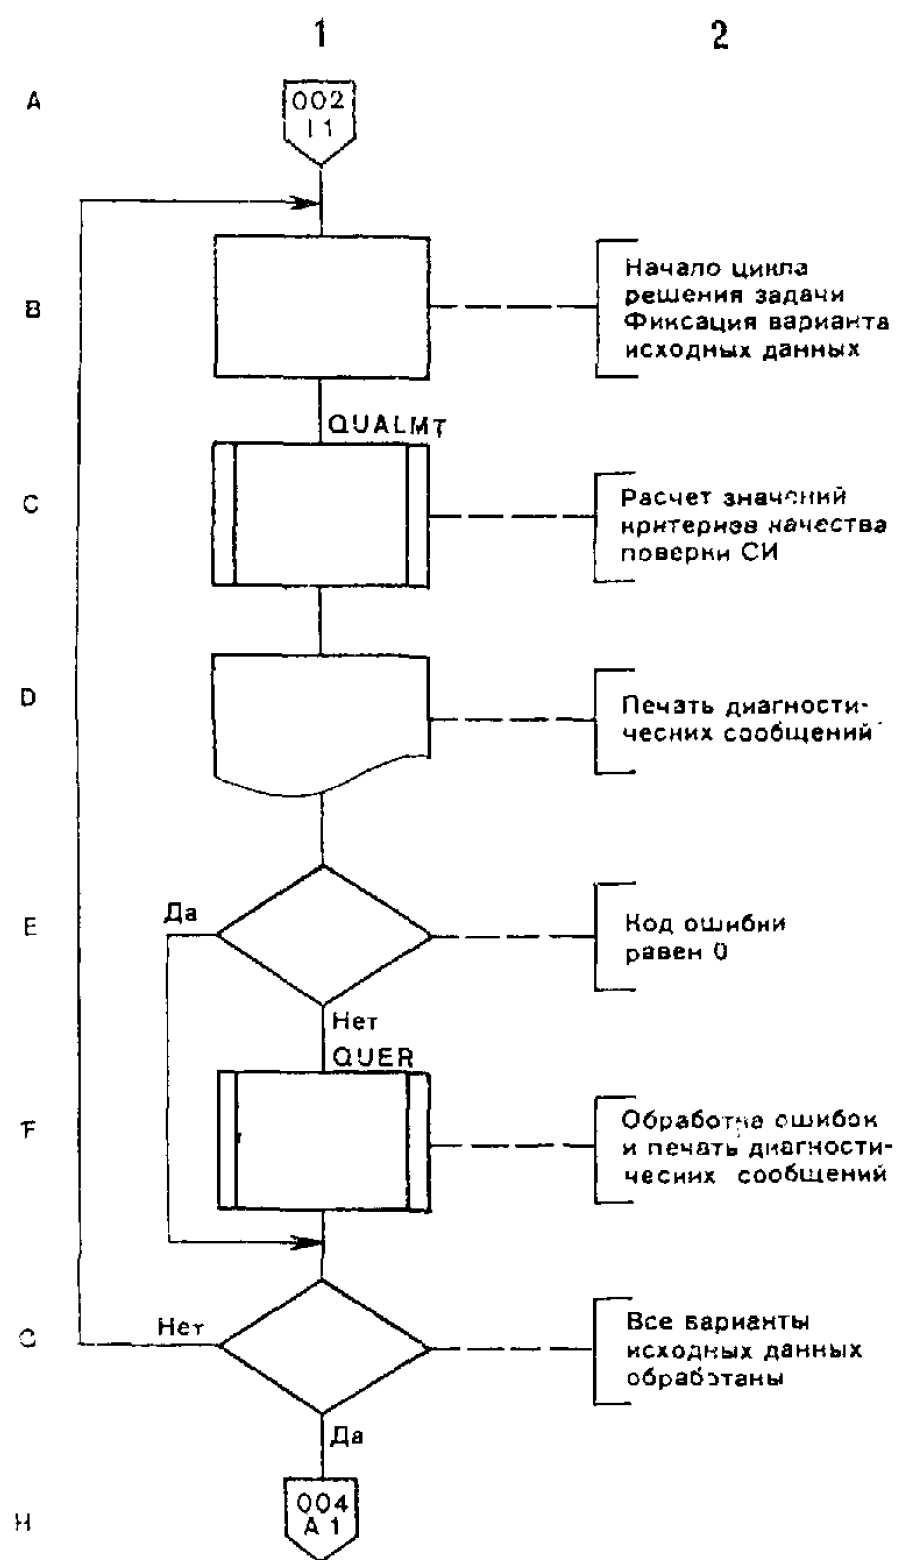 1 2
A
002
I1
B
Начало цикла
решения задачи
Фиксация варианта
исходных данных
QUALMT
C
Расчет значений
критериев качества
поверки СИ
D
Печать диагности-
ческих сообщений
Да
E
Код ошибки
равен 0
Нет
QUER
F
Обработка ошибок
и печать диагности-
ческих сообщений
Нет
G
Все варианты
исходных данных
обработаны
Да
004
A1
H